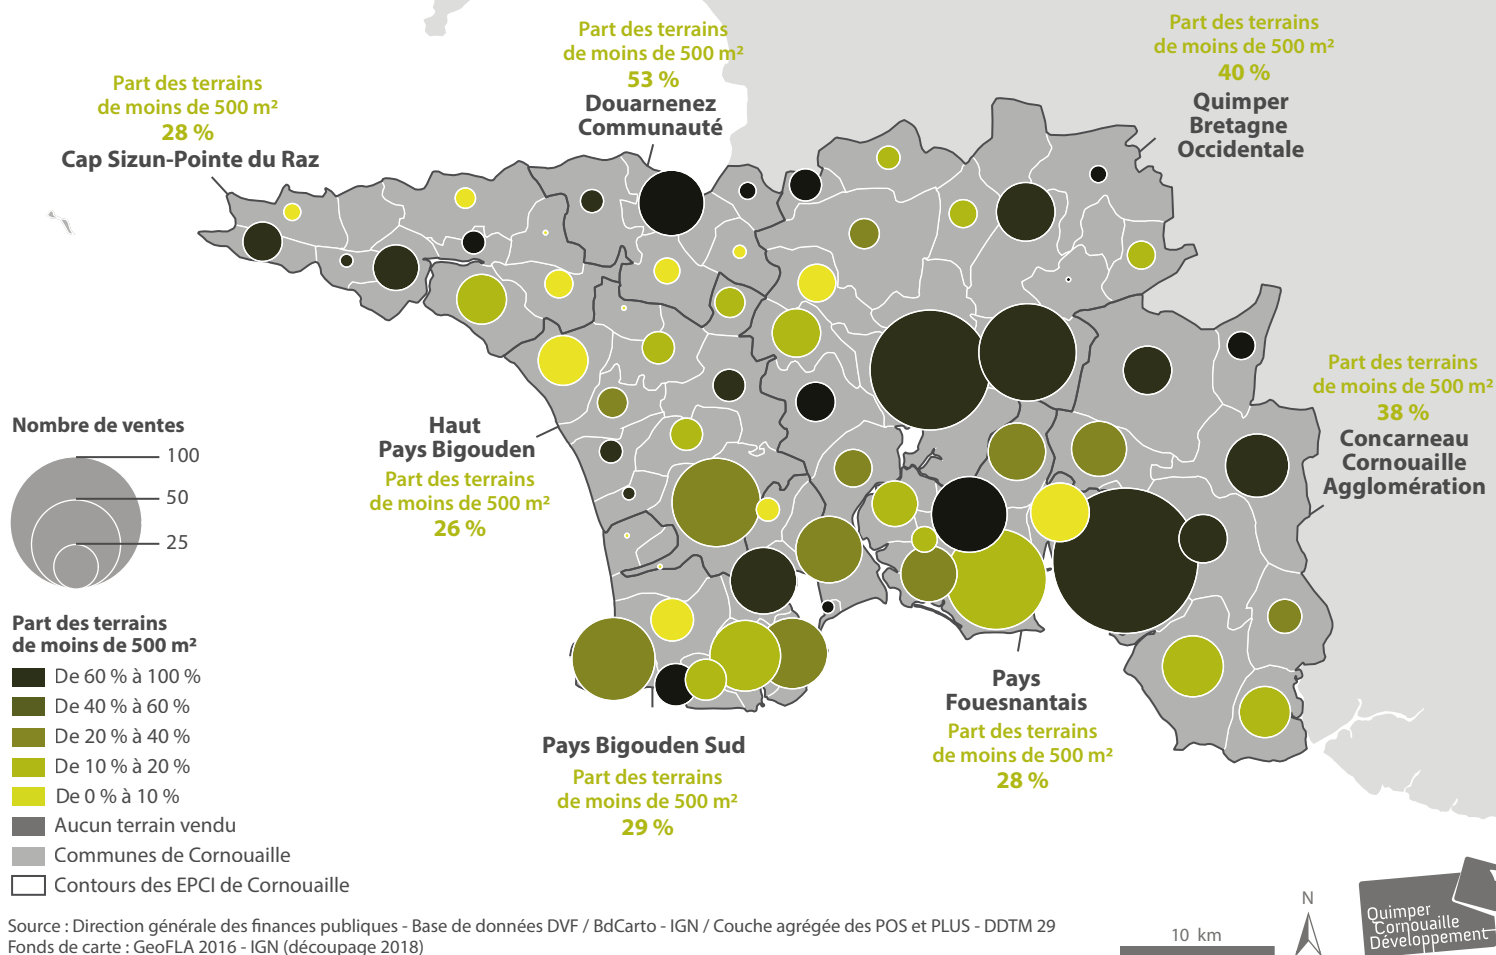 Part des terrains
de moins de 500 m²
28 %
Cap Sizun-Pointe du Raz
Part des terrains
de moins de 500 m²
53 %
Douarnenez
Communauté
Part des terrains
de moins de 500 m²
40 %
Quimper
Bretagne
Occidentale
Part des terrains
de moins de 500 m²
38 %
Concarneau
Cornouaille
Agglomération
Haut
Pays Bigouden
Part des terrains
de moins de 500 m²
26 %
Pays Bigouden Sud
Part des terrains
de moins de 500 m²
29 %
Pays
Fouesnantais
Part des terrains
de moins de 500 m²
28 %
Nombre de ventes
100
50
25
Part des terrains
de moins de 500 m²
De 60 % à 100 %
De 40 % à 60 %
De 20 % à 40 %
De 10 % à 20 %
De 0 % à 10 %
Aucun terrain vendu
Communes de Cornouaille
Contours des EPCI de Cornouaille
Source : Direction générale des finances publiques - Base de données DVF / BdCarto - IGN / Couche agrégée des POS et PLUS - DDTM 29
Fonds de carte : GeoFLA 2016 - IGN (découpage 2018)
10 km
N
Quimper
Cornouaille
Développement